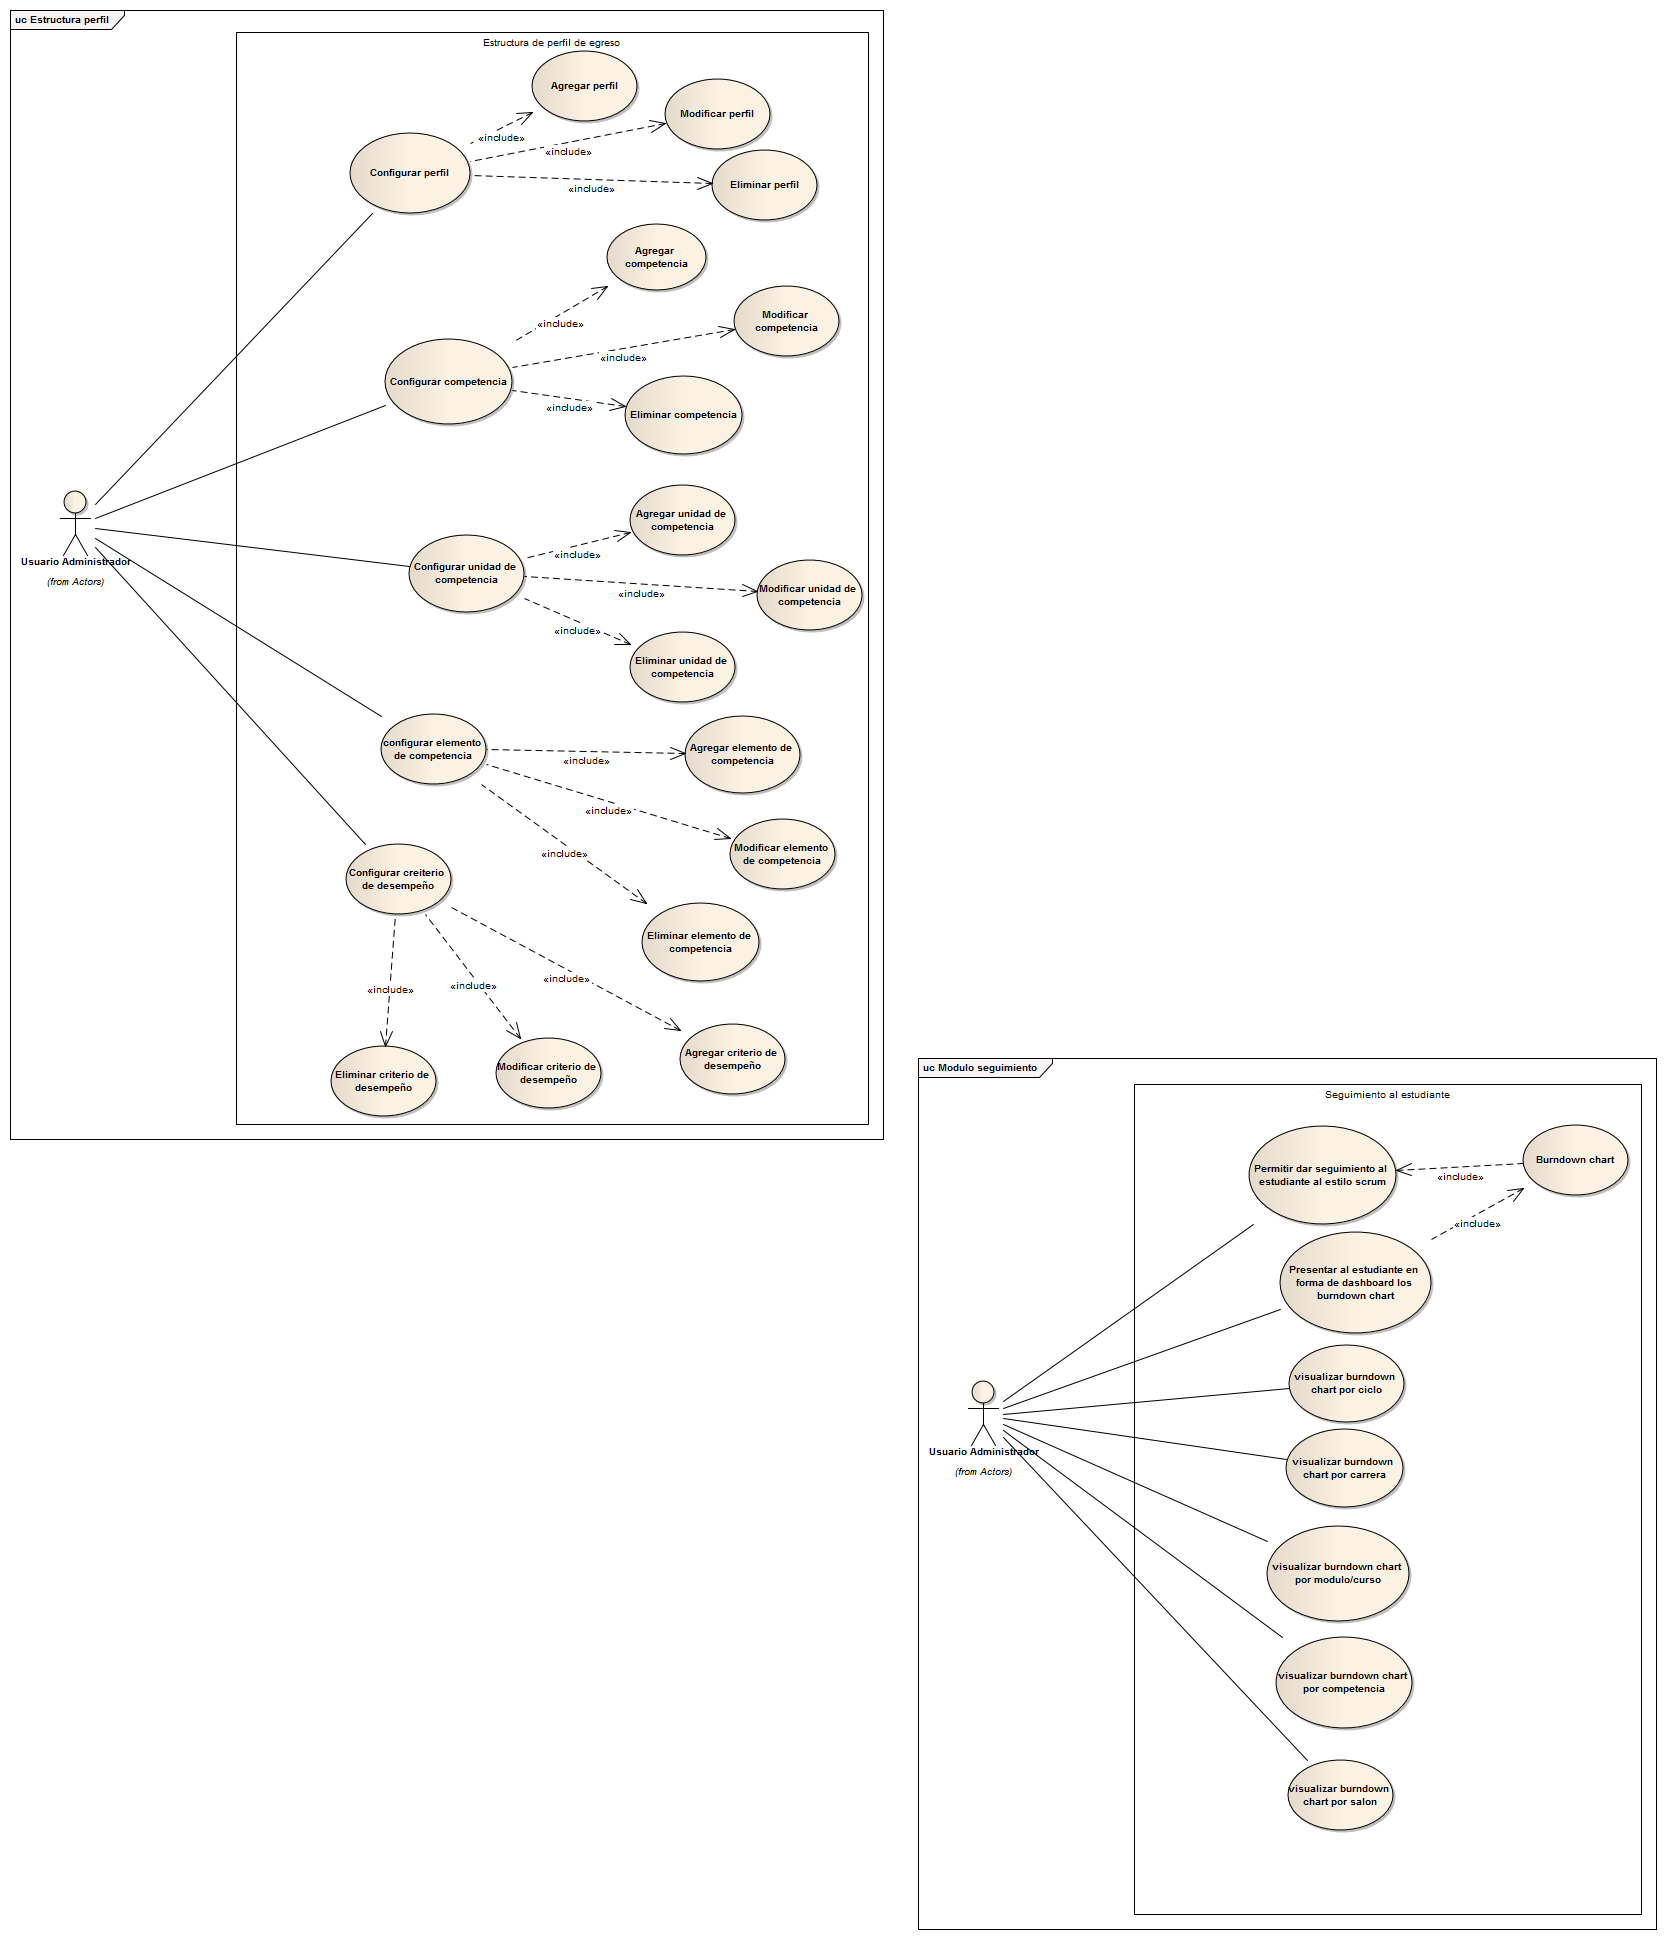 uc Estructura perfil
Estructura de perfil de egreso
Agregar perfil
Modificar perfil
«include»
«include»
Configurar perfil
Eliminar perfil
«include»
Agregar
competencia
Modificar
competencia
«include»
«include»
Configurar competencia
«include»
Eliminar competencia
Agregar unidad de
competencia
«include»
Usuario Administrador
(from Actors)
Configurar unidad de
competencia
«include»
Modificar unidad de
competencia
«include»
Eliminar unidad de
competencia
configurar elemento
de competencia
Agregar elemento de
competencia
«include»
«include»
Modificar elemento
de competencia
«include»
Configurar creiterio
de desempeño
Eliminar elemento de
competencia
«include»
«include»
«include»
Agregar criterio de
desempeño
Modificar criterio de
desempeño
Eliminar criterio de
desempeño
uc Modulo seguimiento
Seguimiento al estudiante
Permitir dar seguimiento al
estudiante al estilo scrum
Burndown chart
«include»
«include»
Presentar al estudiante en
forma de dashboard los
burndown chart
visualizar burndown
chart por ciclo
Usuario Administrador
(from Actors)
visualizar burndown
chart por carrera
visualizar burndown chart
por modulo/curso
visualizar burndown chart
por competencia
visualizar burndown
chart por salon